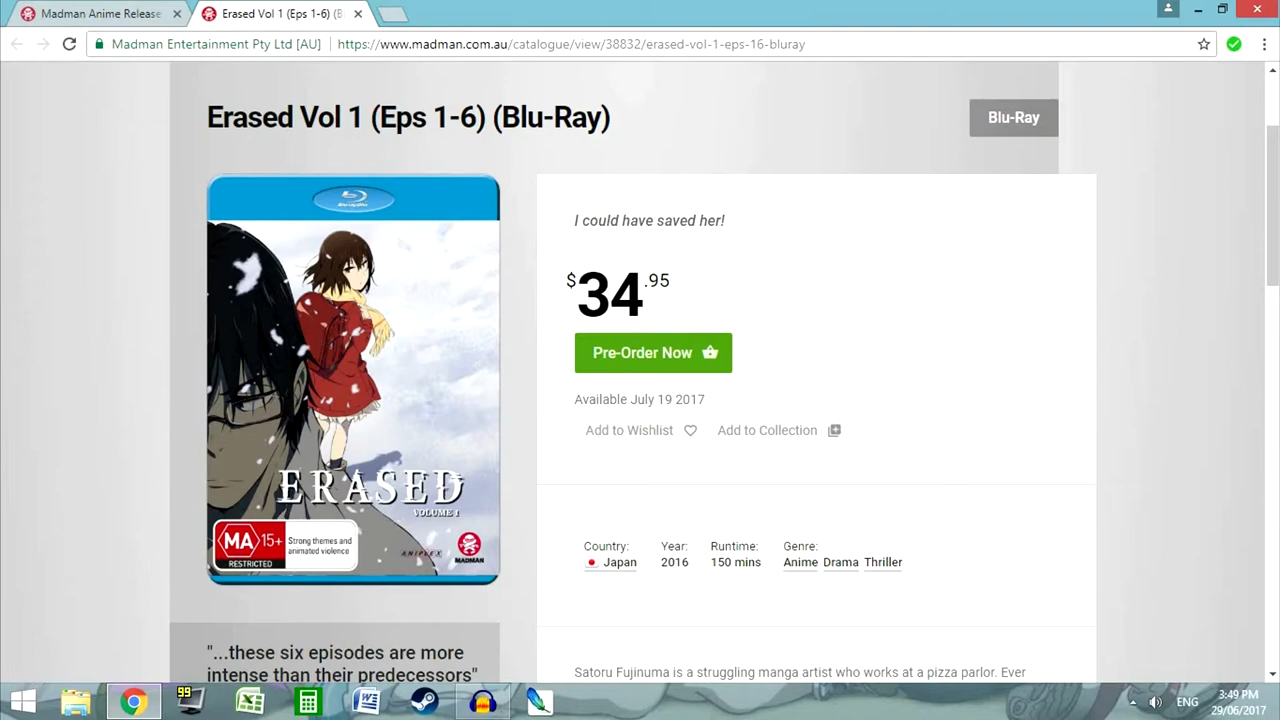 Madman Anime Release
Erased Vol 1 (Eps 1-6) (B
Madman Entertainment Pty Ltd [AU]
https://www.madman.com.au/catalogue/view/38832/erased-vol-1-eps-16-bluray
Erased Vol 1 (Eps 1-6) (Blu-Ray)
Blu-Ray
I could have saved her!
$34.95
Pre-Order Now
Available July 19 2017
Add to Wishlist
Add to Collection
ERASED
VOLUME 1
MA 15+
RESTRICTED
Strong themes and
animated violence
ANIPLEX
MADMAN
Country: Year: Runtime: Genre:
Japan 2016 150 mins Anime Drama Thriller
"...these six episodes are more
intense than their predecessors"
Satoru Fujinuma is a struggling manga artist who works at a pizza parlor. Ever
99
ENG
3:49 PM
29/06/2017